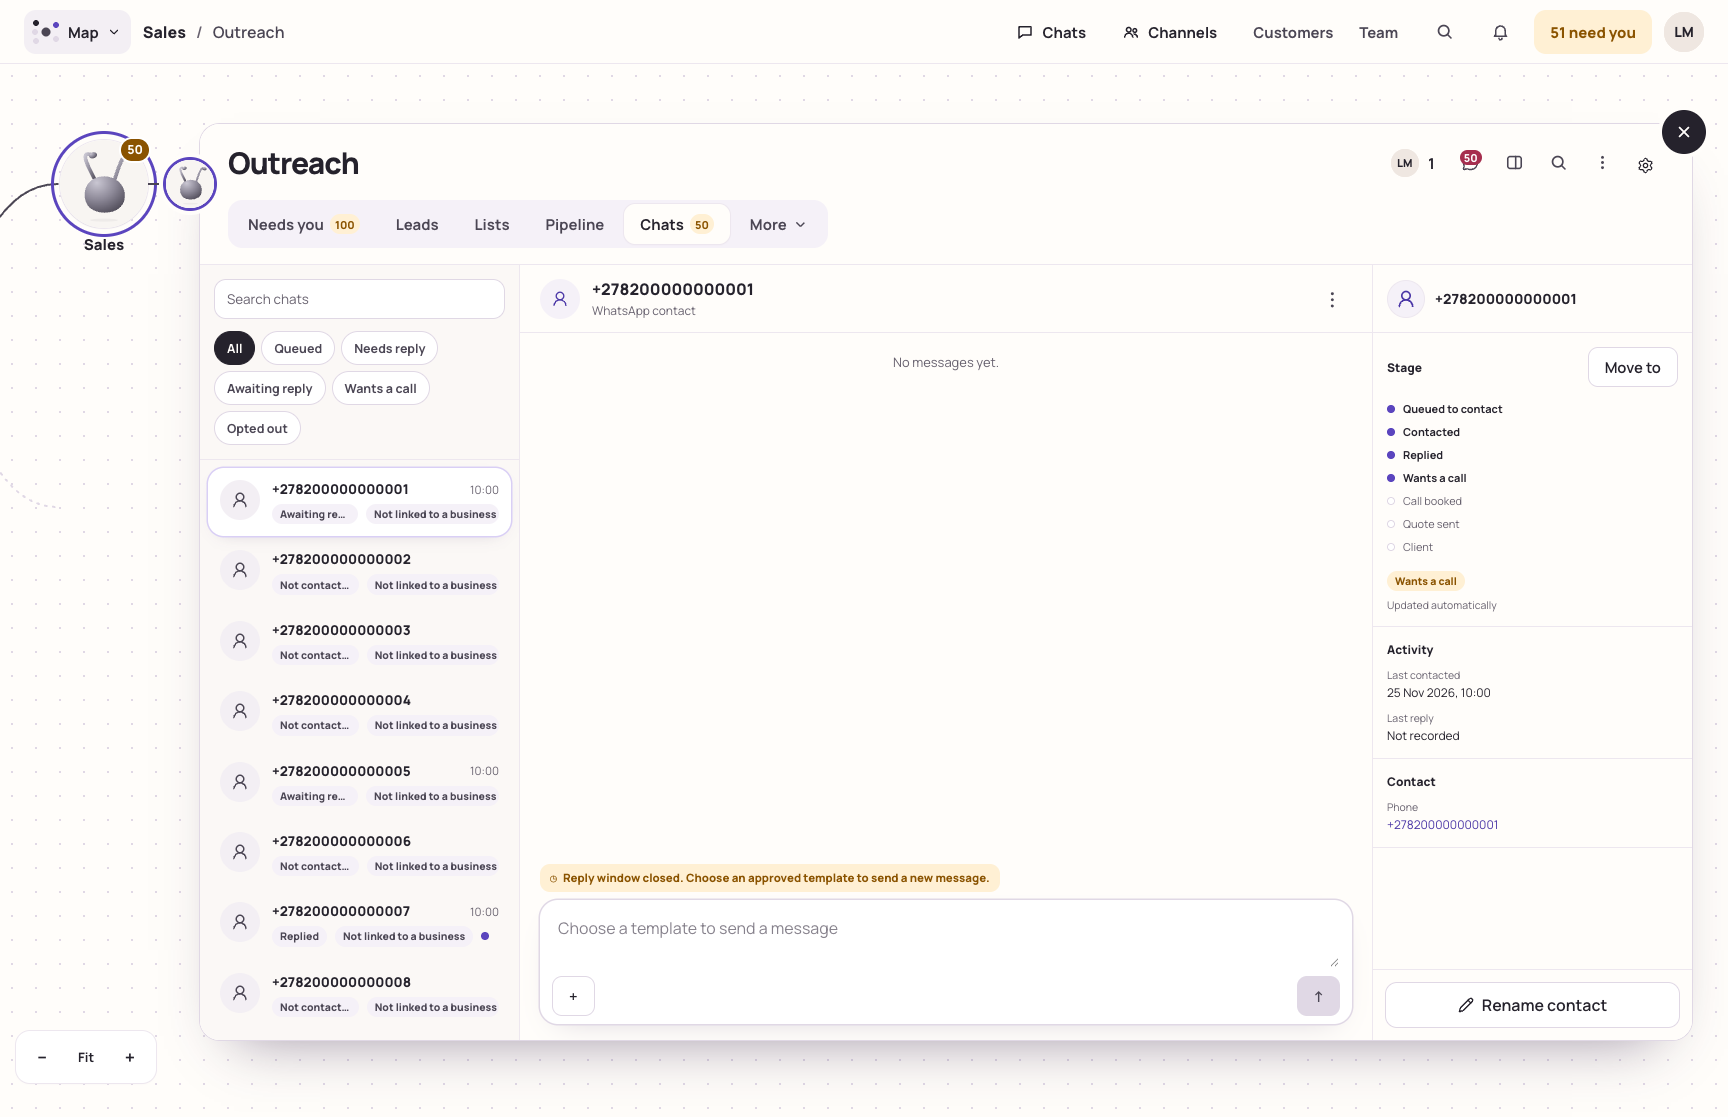 Map
Sales / Outreach
Chats
Channels
Customers
Team
51 need you
LM
50
Sales
Outreach
LM 1
50
Needs you 100
Leads
Lists
Pipeline
Chats 50
More
Search chats
All
Queued
Needs reply
Awaiting reply
Wants a call
Opted out
+278200000000001 10:00
Awaiting re... Not linked to a business
+278200000000002
Not contact... Not linked to a business
+278200000000003
Not contact... Not linked to a business
+278200000000004
Not contact... Not linked to a business
+278200000000005 10:00
Awaiting re... Not linked to a business
+278200000000006
Not contact... Not linked to a business
+278200000000007 10:00
Replied Not linked to a business
+278200000000008
Not contact... Not linked to a business
+278200000000001
WhatsApp contact
No messages yet.
Reply window closed. Choose an approved template to send a new message.
Choose a template to send a message
+278200000000001
Stage
Move to
Queued to contact
Contacted
Replied
Wants a call
Call booked
Quote sent
Client
Wants a call
Updated automatically
Activity
Last contacted
25 Nov 2026, 10:00
Last reply
Not recorded
Contact
Phone
+278200000000001
Rename contact
− Fit +